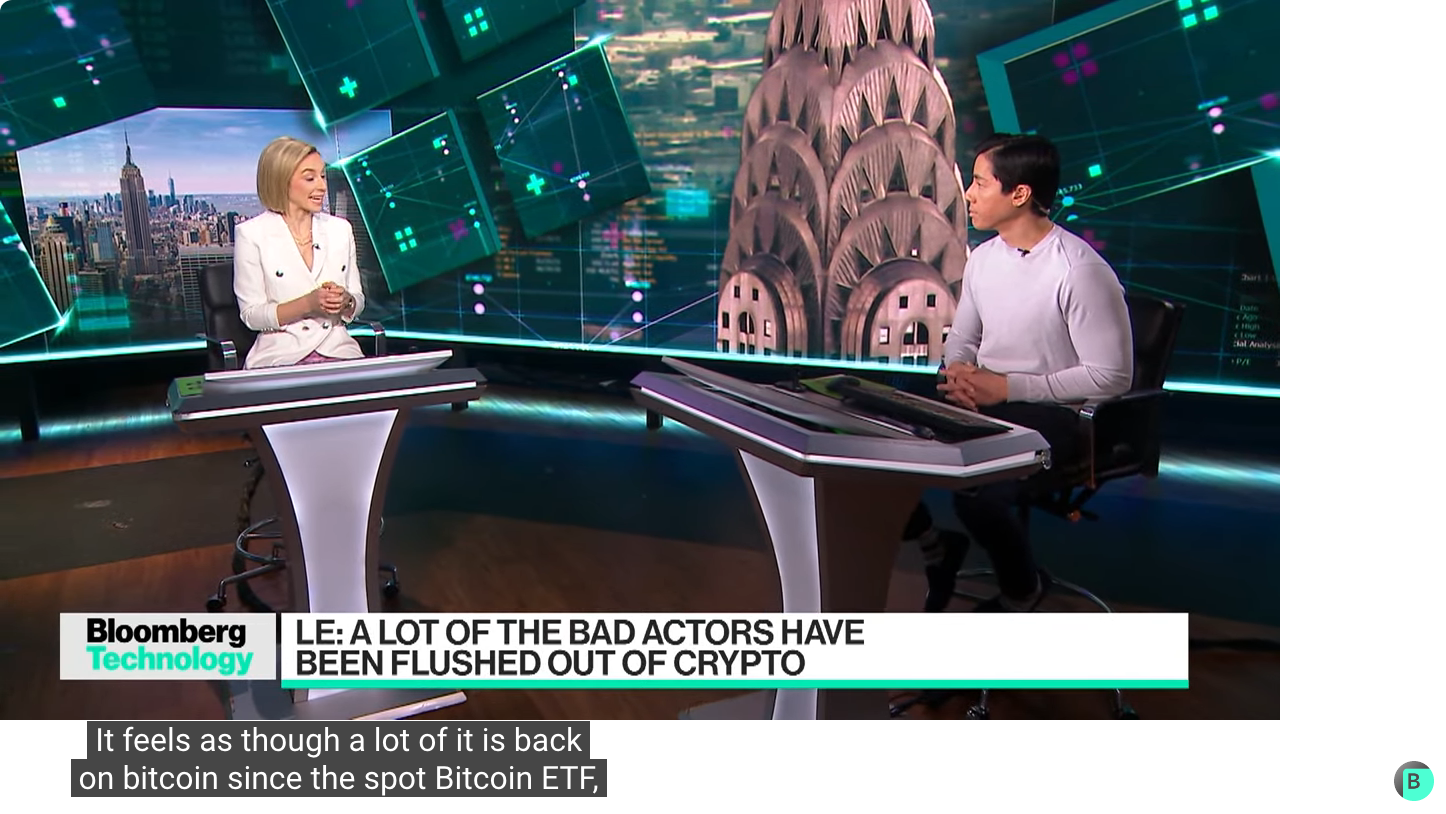 Bloomberg
Technology
LE: A LOT OF THE BAD ACTORS HAVE
BEEN FLUSHED OUT OF CRYPTO
It feels as though a lot of it is back
on bitcoin since the spot Bitcoin ETF,
B